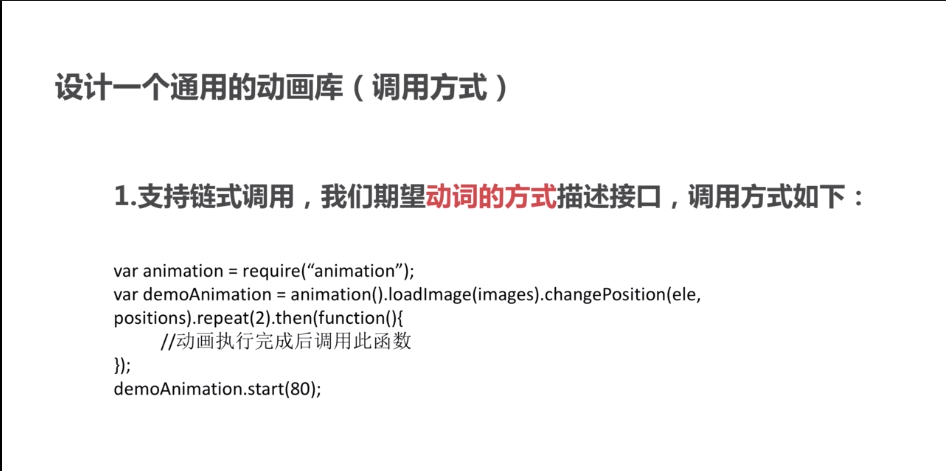 设计一个通用的动画库（调用方式）
1.支持链式调用，我们期望动词的方式描述接口，调用方式如下：
var animation = require(“animation”);
var demoAnimation = animation().loadImage(images).changePosition(ele,
positions).repeat(2).then(function(){
//动画执行完成后调用此函数
});
demoAnimation.start(80);